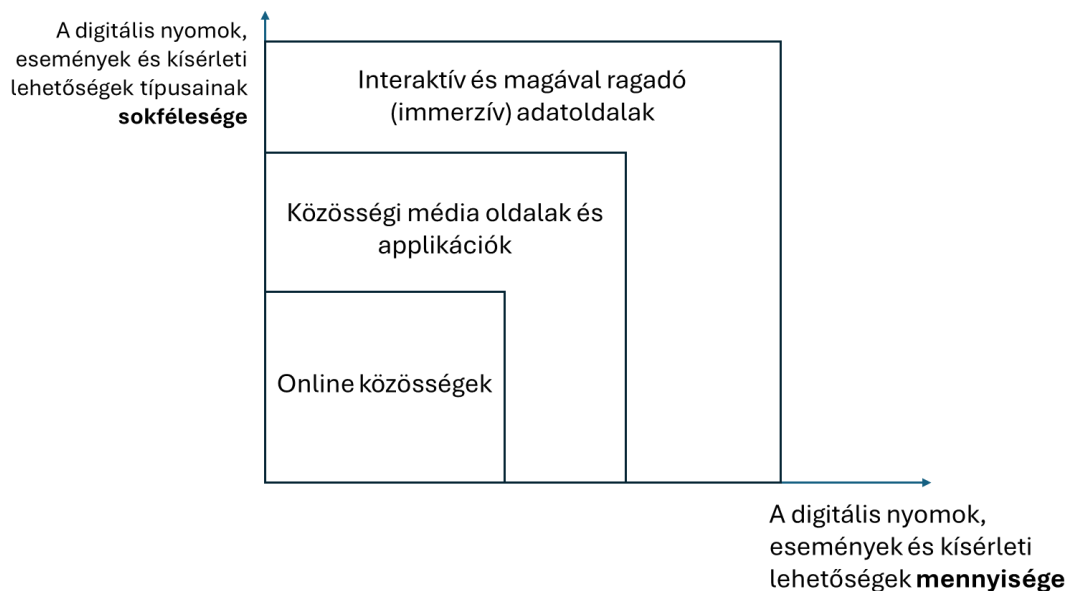 A digitális nyomok,
események és kísérleti
lehetőségek típusainak
sokfélesége
Interaktív és magával ragadó
(immerzív) adatoldalak
Közösségi média oldalak és
applikációk
Online közösségek
A digitális nyomok,
események és kísérleti
lehetőségek mennyisége